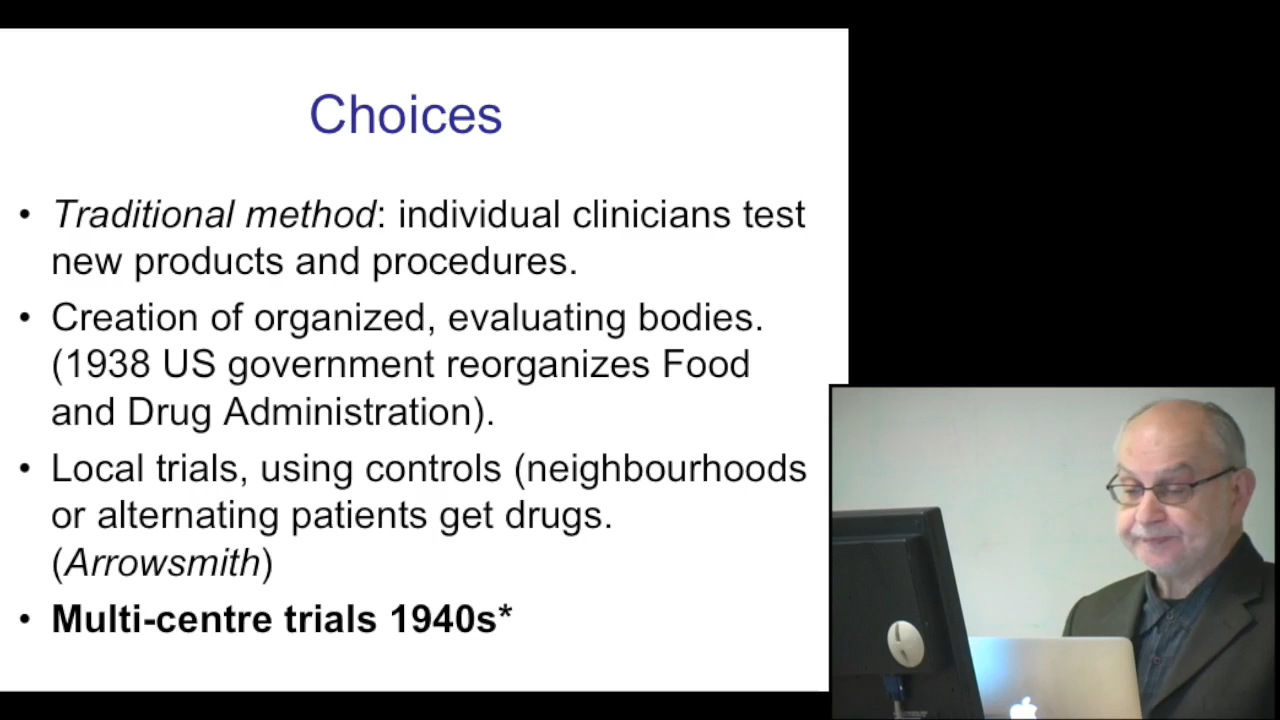 Choices
• Traditional method: individual clinicians test
new products and procedures.
• Creation of organized, evaluating bodies.
(1938 US government reorganizes Food
and Drug Administration).
• Local trials, using controls (neighbourhoods
or alternating patients get drugs.
(Arrowsmith)
• Multi-centre trials 1940s*